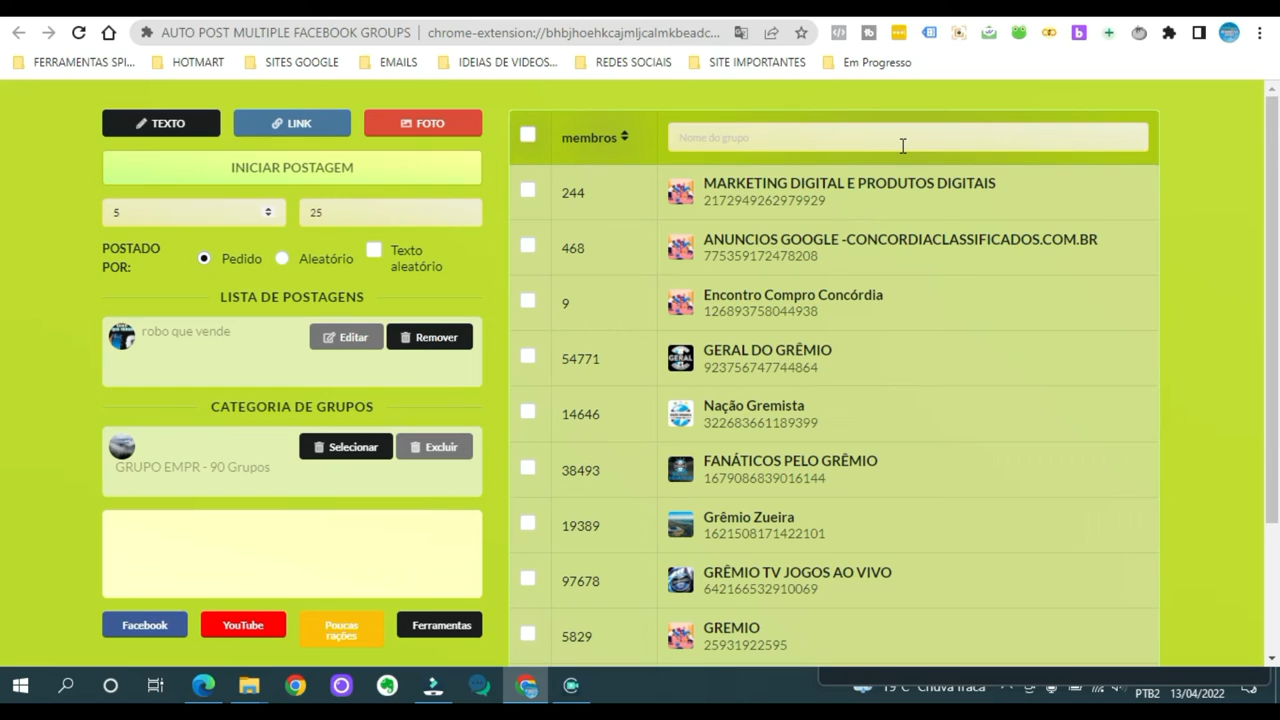 AUTO POST MULTIPLE FACEBOOK GROUPS | chrome-extension://bhbjhoehkcajmljcalmkbeadc...
FERRAMENTAS SPI... HOTMART SITES GOOGLE EMAILS IDEIAS DE VIDEOS... REDES SOCIAIS SITE IMPORTANTES Em Progresso
TEXTO LINK FOTO
INICIAR POSTAGEM
5 25
POSTADO
POR:
Pedido Aleatório
Texto
aleatório
LISTA DE POSTAGENS
robo que vende Editar Remover
CATEGORIA DE GRUPOS
Selecionar Excluir
GRUPO EMPR - 90 Grupos
Facebook YouTube
Poucas
rações
Ferramentas
membros Nome do grupo
244 MARKETING DIGITAL E PRODUTOS DIGITAIS
2172949262979929
468 ANUNCIOS GOOGLE -CONCORDIACLASSIFICADOS.COM.BR
775359172478208
9 Encontro Compro Concórdia
126893758044938
54771 GERAL DO GRÊMIO
923756747744864
14646 Nação Gremista
322683661189399
38493 FANÁTICOS PELO GRÊMIO
1679086839016144
19389 Grêmio Zueira
1621508171422101
97678 GRÊMIO TV JOGOS AO VIVO
642166532910069
5829 GREMIO
25931922595
19°C Chuva fraca
PTB2 13/04/2022